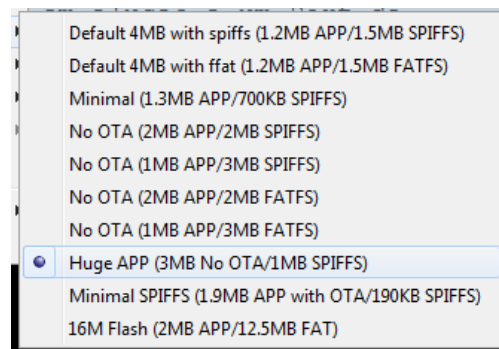 Default 4MB with spiffs (1.2MB APP/1.5MB SPIFFS)
Default 4MB with ffat (1.2MB APP/1.5MB FATFS)
Minimal (1.3MB APP/700KB SPIFFS)
No OTA (2MB APP/2MB SPIFFS)
No OTA (1MB APP/3MB SPIFFS)
No OTA (2MB APP/2MB FATFS)
No OTA (1MB APP/3MB FATFS)
Huge APP (3MB No OTA/1MB SPIFFS)
Minimal SPIFFS (1.9MB APP with OTA/190KB SPIFFS)
16M Flash (2MB APP/12.5MB FAT)